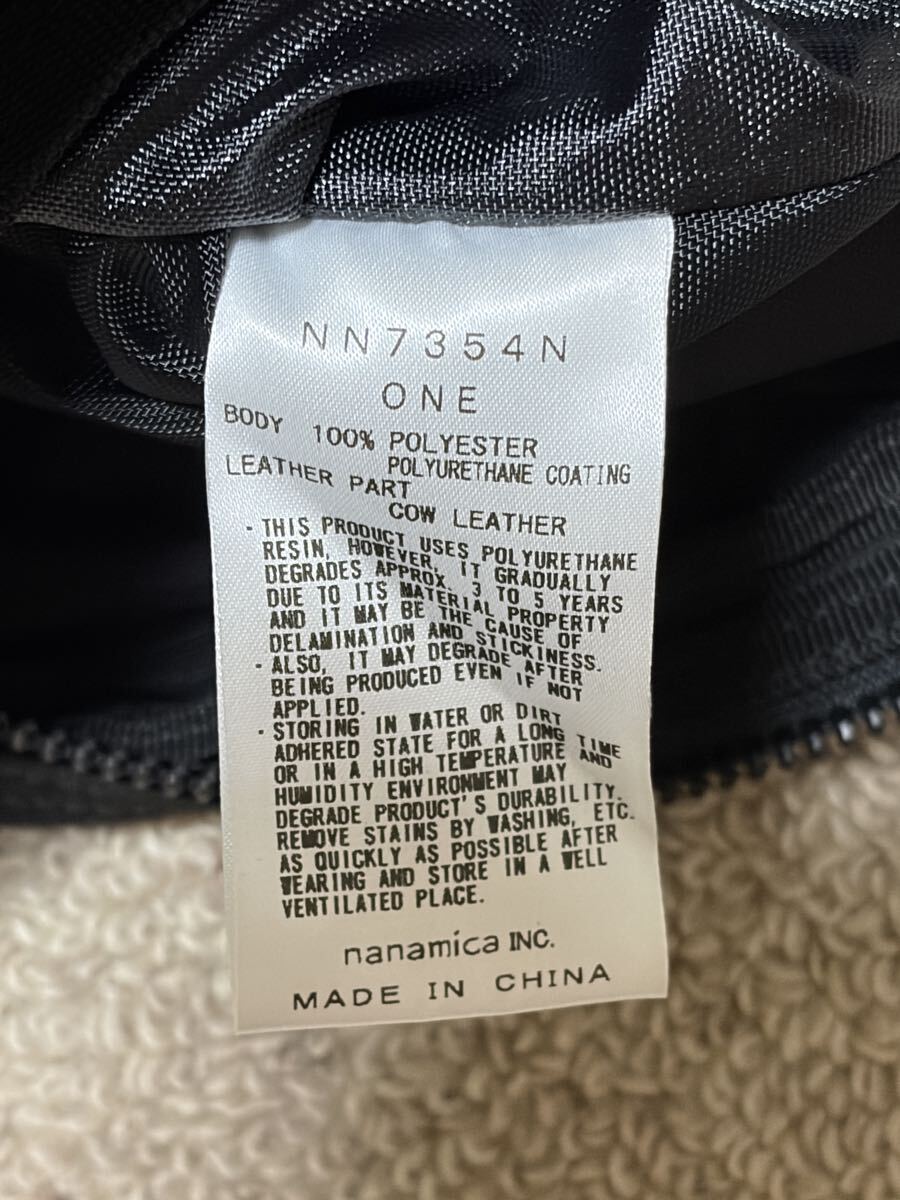 NN7354N
ONE
BODY 100% POLYESTER
POLYURETHANE COATING
LEATHER PART
COW LEATHER
・THIS PRODUCT USES POLYURETHANE
RESIN, HOWEVER, IT GRADUALLY
DEGRADES APPROX. 3 TO 5 YEARS
DUE TO ITS MATERIAL PROPERTY
AND IT MAY BE THE CAUSE OF
DELAMINATION AND STICKINESS.
・ALSO, IT MAY DEGRADE AFTER
BEING PRODUCED EVEN IF NOT
APPLIED.
・STORING IN WATER OR DIRT
ADHERED STATE FOR A LONG TIME
OR IN A HIGH TEMPERATURE AND
HUMIDITY ENVIRONMENT MAY
DEGRADE PRODUCT'S DURABILITY.
REMOVE STAINS BY WASHING, ETC.
AS QUICKLY AS POSSIBLE AFTER
WEARING AND STORE IN A WELL
VENTILATED PLACE.
nanamica INC.
MADE IN CHINA